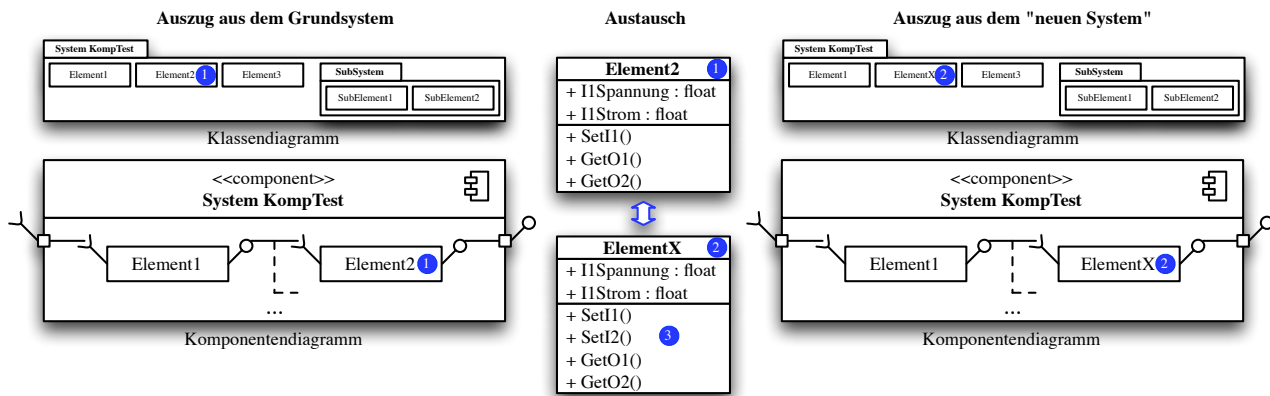 Auszug aus dem Grundsystem
System KompTest
Element1
Element2
1
Element3
SubSystem
SubElement1
SubElement2
Klassendiagramm
<<component>>
System KompTest
Element1
Element2
1
...
Komponentendiagramm
Austausch
Element2
1
+ I1Spannung : float
+ I1Strom : float
+ SetI1()
+ GetO1()
+ GetO2()
ElementX
2
+ I1Spannung : float
+ I1Strom : float
+ SetI1()
+ SetI2()
3
+ GetO1()
+ GetO2()
Auszug aus dem "neuen System"
System KompTest
Element1
ElementX
2
Element3
SubSystem
SubElement1
SubElement2
Klassendiagramm
<<component>>
System KompTest
Element1
ElementX
2
...
Komponentendiagramm